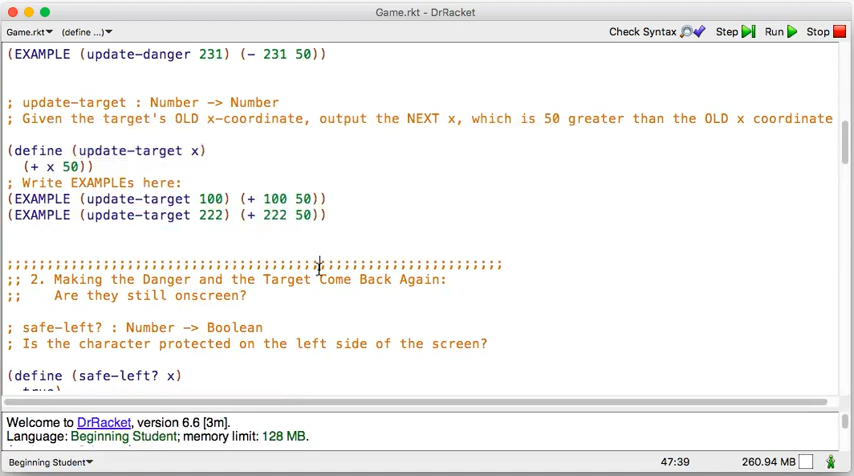 Game.rkt - DrRacket
Game.rkt (define ...) Check Syntax Step Run Stop
(EXAMPLE (update-danger 231) (- 231 50))
; update-target : Number -> Number
; Given the target's OLD x-coordinate, output the NEXT x, which is 50 greater than the OLD x coordinate
(define (update-target x)
(+ x 50))
; Write EXAMPLEs here:
(EXAMPLE (update-target 100) (+ 100 50))
(EXAMPLE (update-target 222) (+ 222 50))
;;;;;;;;;;;;;;;;;;;;;;;;;;;;;;;;;;;;;;;;;;;;;;;;;;;;;;;;;;;;;;
;; 2. Making the Danger and the Target Come Back Again:
;; Are they still onscreen?
; safe-left? : Number -> Boolean
; Is the character protected on the left side of the screen?
(define (safe-left? x)
true)
Welcome to DrRacket, version 6.6 [3m].
Language: Beginning Student; memory limit: 128 MB.
Beginning Student 47:39 260.94 MB